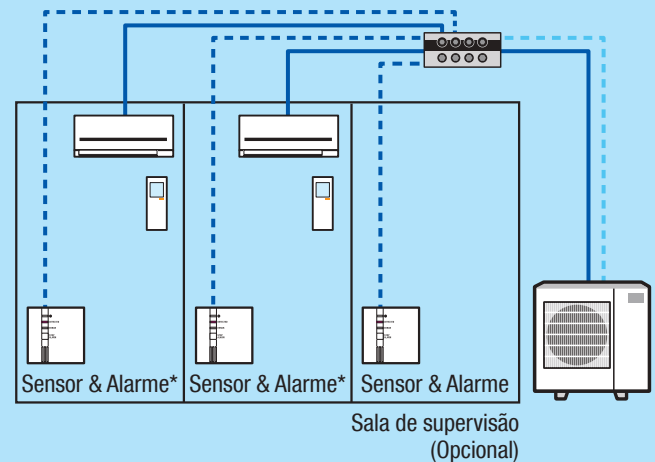 Sensor & Alarme* Sensor & Alarme* Sensor & Alarme
Sala de supervisão
(Opcional)